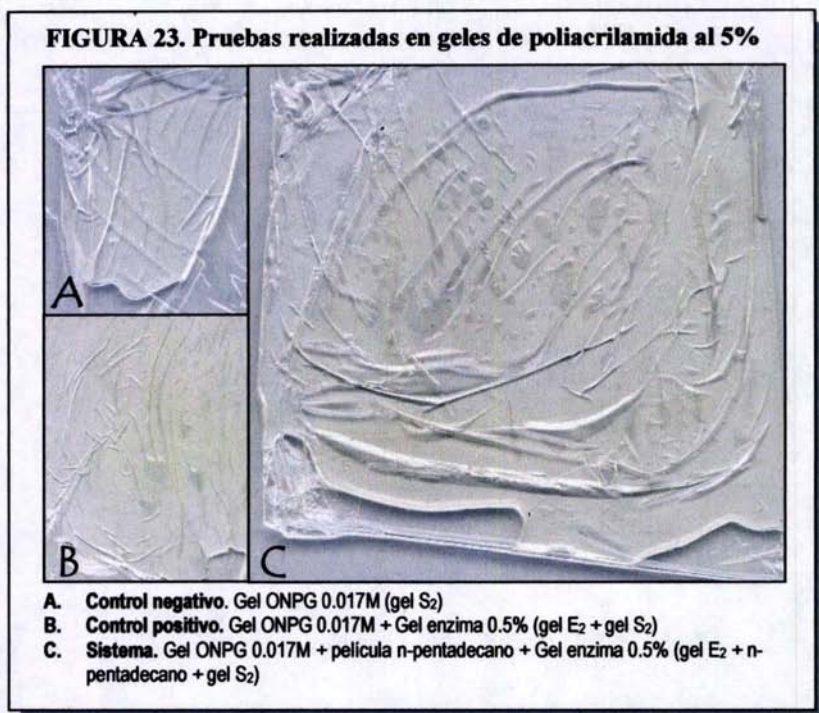 FIGURA 23. Pruebas realizadas en geles de poliacrilamida al 5%
A
B
C
A. Control negativo. Gel ONPG 0.017M (gel S₂)
B. Control positivo. Gel ONPG 0.017M + Gel enzima 0.5% (gel E₂ + gel S₂)
C. Sistema. Gel ONPG 0.017M + película n-pentadecano + Gel enzima 0.5% (gel E₂ + n-
pentadecano + gel S₂)